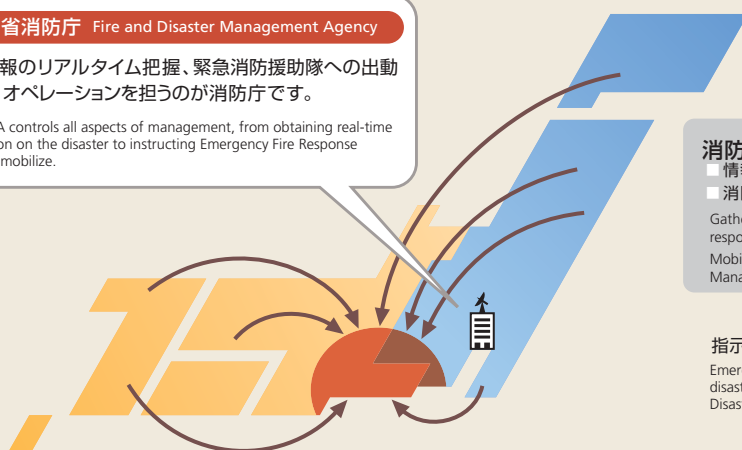 省消防庁 Fire and Disaster Management Agency
報のリアルタイム把握、緊急消防援助隊への出動
オペレーションを担うのが消防庁です。
A controls all aspects of management, from obtaining real-time
on on the disaster to instructing Emergency Fire Response
mobilize.
消防
情報
消防
Gathe
respo
Mobi
Mana
指示
Emer
disast
Disast